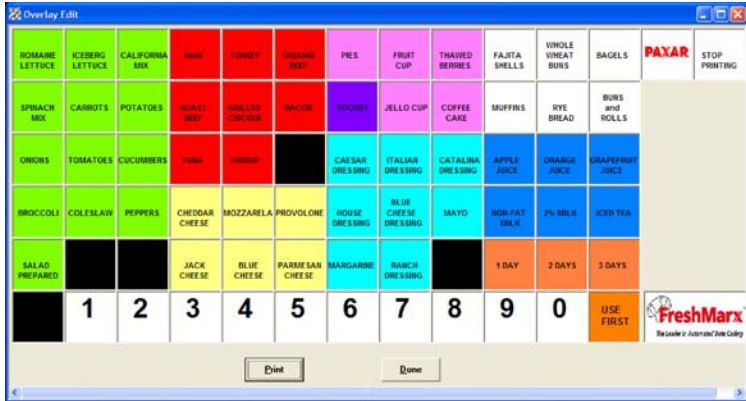 Overlay Edit
ROMAINE LETTUCE
ICEBERG LETTUCE
CALIFORNIA MIX
HAM
TURKEY
GROUND BEEF
PIES
FRUIT CUP
THAWED BERRIES
FAJITA SHELLS
WHOLE WHEAT BUNS
BAGELS
PAXAR
STOP PRINTING
SPINACH MIX
CARROTS
POTATOES
ROAST BEEF
GRILLED CHICKEN
BACON
YOGURT
JELLO CUP
COFFEE CAKE
MUFFINS
RYE BREAD
BUNS and ROLLS
ONIONS
TOMATOES
CUCUMBERS
TUNA
SHRIMP
CAESAR DRESSING
ITALIAN DRESSING
CATALINA DRESSING
APPLE JUICE
ORANGE JUICE
GRAPEFRUIT JUICE
BROCCOLI
COLESLAW
PEPPERS
CHEDDAR CHEESE
MOZZARELA
PROVOLONE
HOUSE DRESSING
BLUE CHEESE DRESSING
MAYO
NON-FAT MILK
2% MILK
ICED TEA
SALAD PREPARED
JACK CHEESE
BLUE CHEESE
PARMESAN CHEESE
MARGARINE
RANCH DRESSING
1 DAY
2 DAYS
3 DAYS
1
2
3
4
5
6
7
8
9
0
USE FIRST
FreshMarx
The Leader in Automated Date Coding
Print
Done